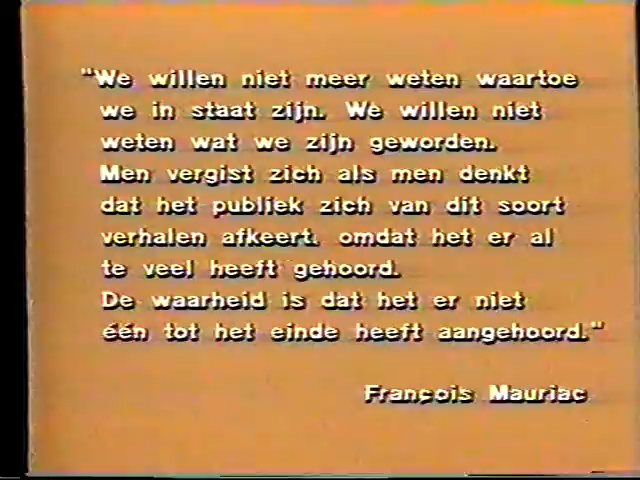 "We willen niet meer weten waartoe
we in staat zijn. We willen niet
weten wat we zijn geworden.
Men vergist zich als men denkt
dat het publiek zich van dit soort
verhalen afkeert, omdat het er al
te veel heeft gehoord.
De waarheid is dat het er niet
één tot het einde heeft aangehoord."
François Mauriac